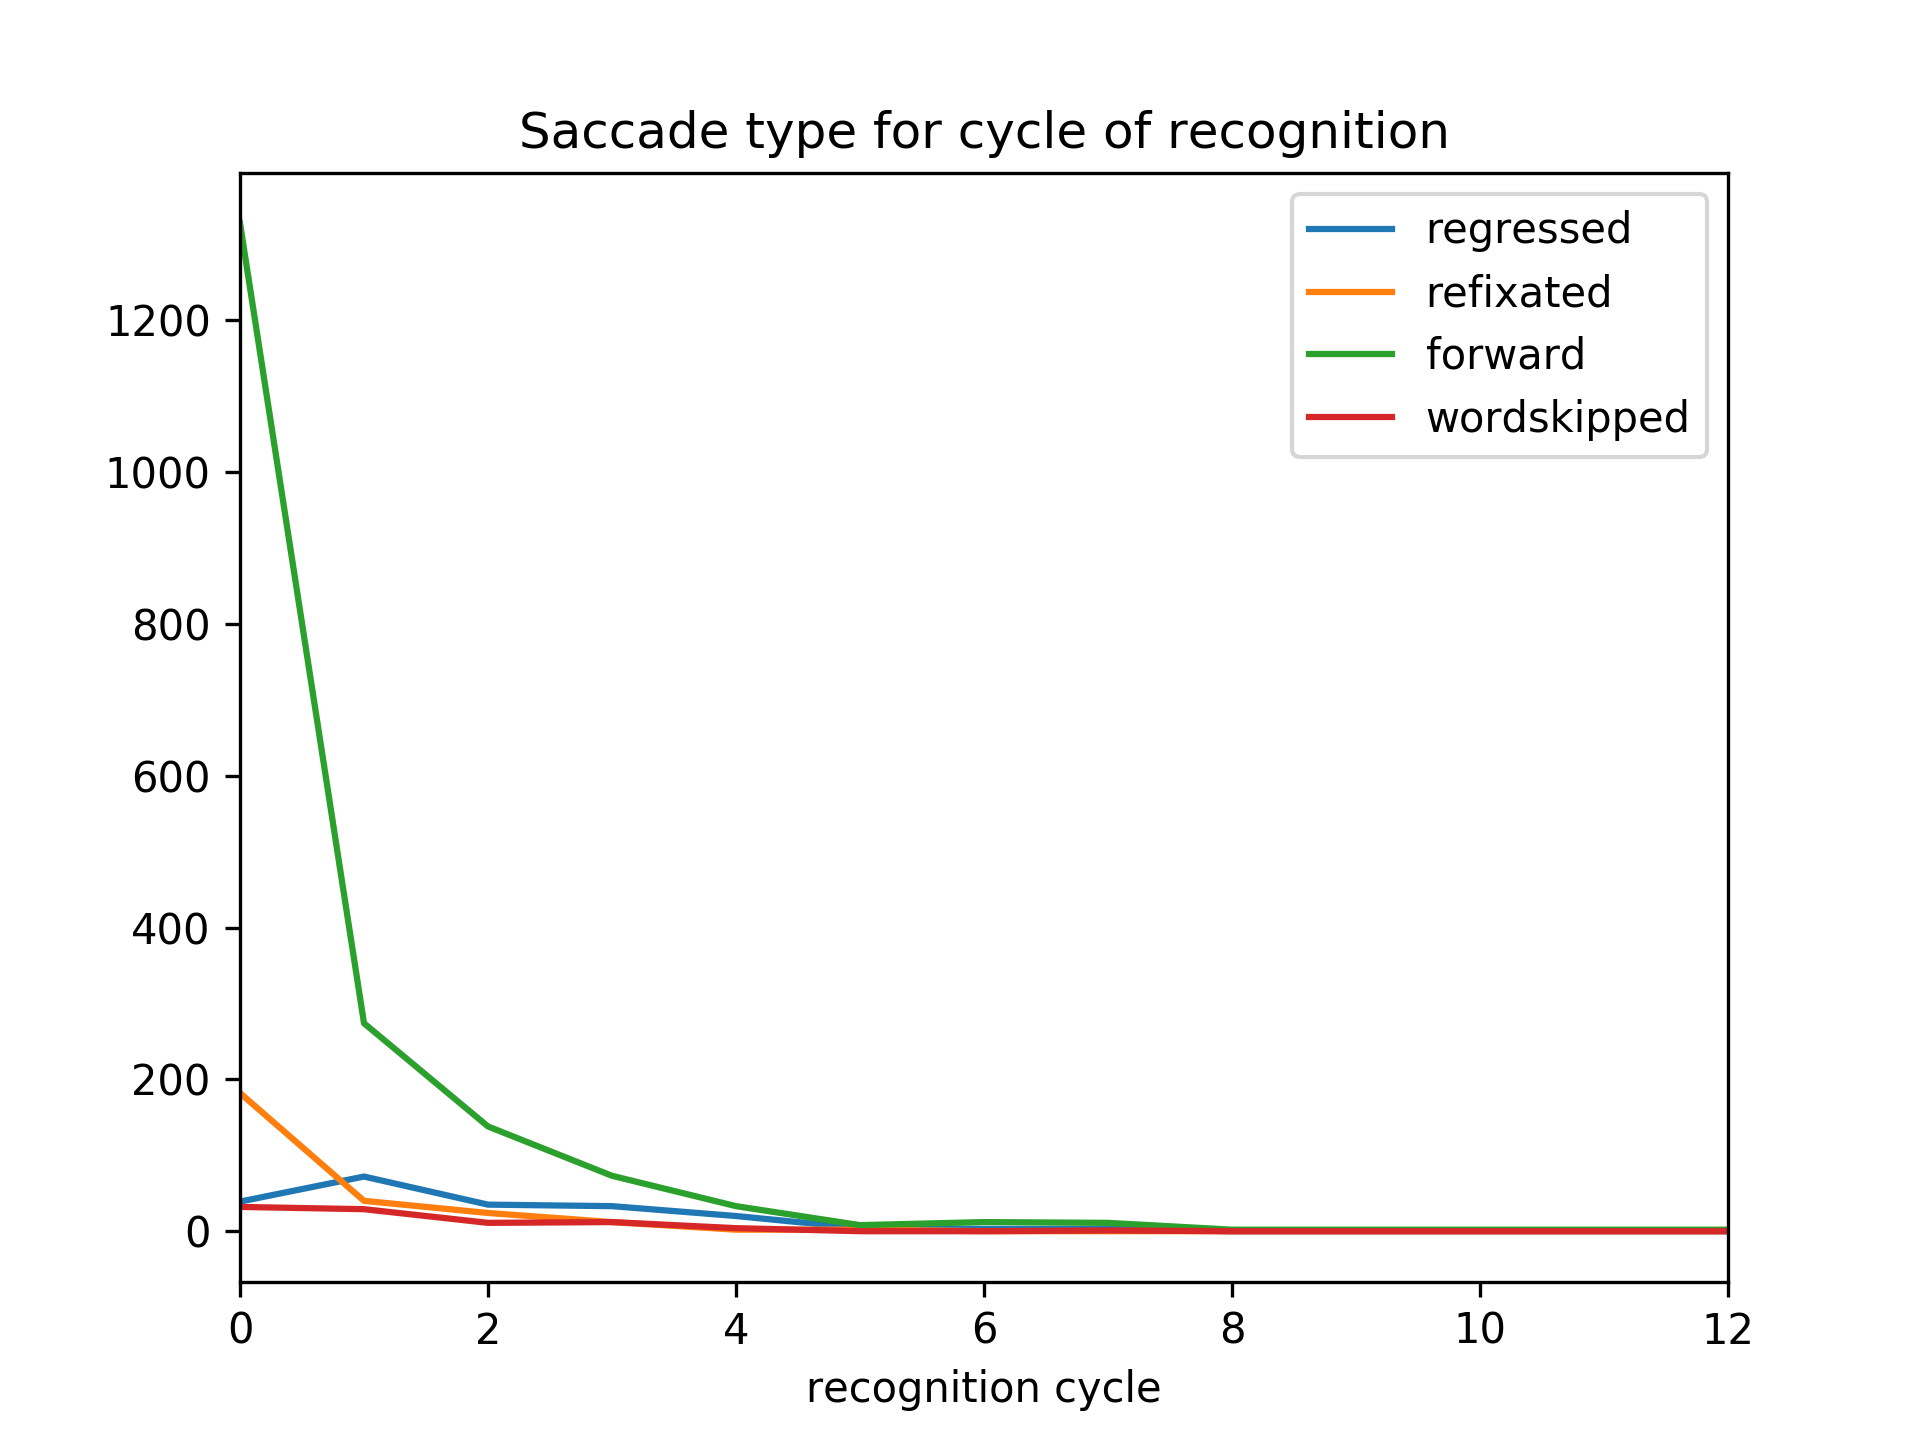 Saccade type for cycle of recognition
regressed
refixated
forward
wordskipped
1200
1000
800
600
400
200
0
0 2 4 6 8 10 12
recognition cycle